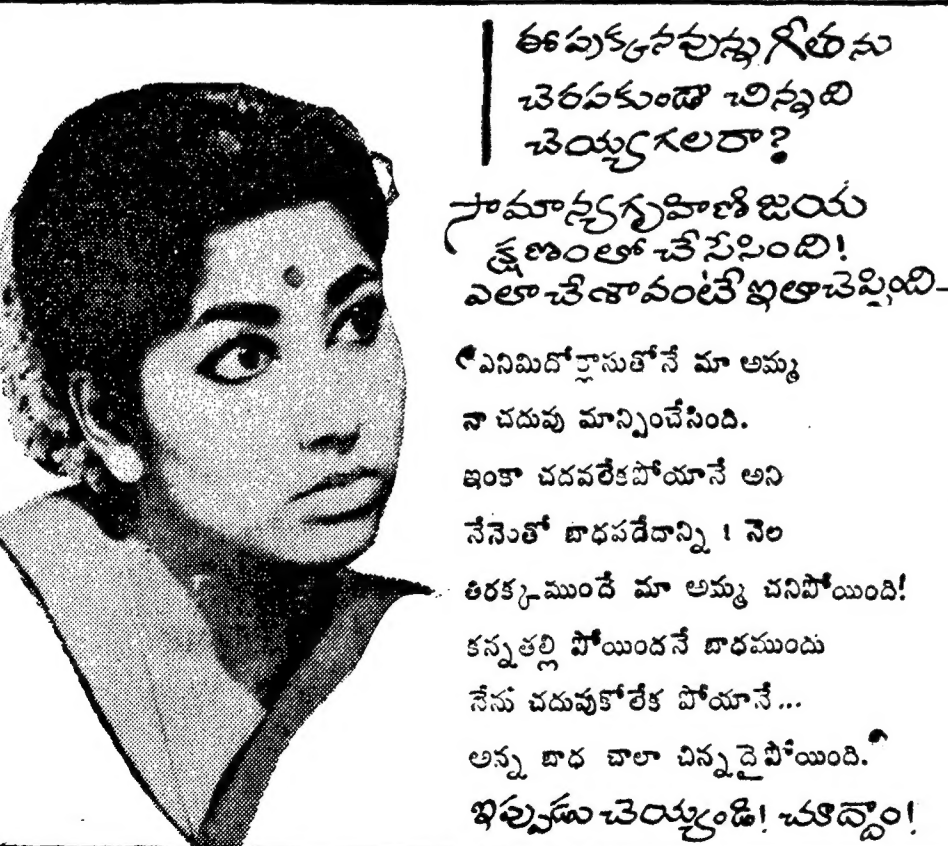 ఈ పుక్కనవున్న గీతను
చెరపకుండా చిన్నది
చెయ్యగలరా?
సామాన్యగృహిణి జయ
క్షణంలో చేసేసింది!
ఎలా చేశావంటే ఇలా చెప్పింది-
“ఎనిమిదో క్లాసుతోనే మా అమ్మ
నా చదువు మాన్పించేసింది.
ఇంకా చదవలేకపోయానే అని
నేనెంతో బాధపడేదాన్ని ! నెల
తిరక్కముందే మా అమ్మ చనిపోయింది!
కన్నతల్లి పోయిందనే బాధముందు
నేను చదువుకోలేక పోయానే...
అన్న బాధ చాలా చిన్నదై పోయింది.”
ఇప్పుడు చెయ్యండి! చూద్దాం!